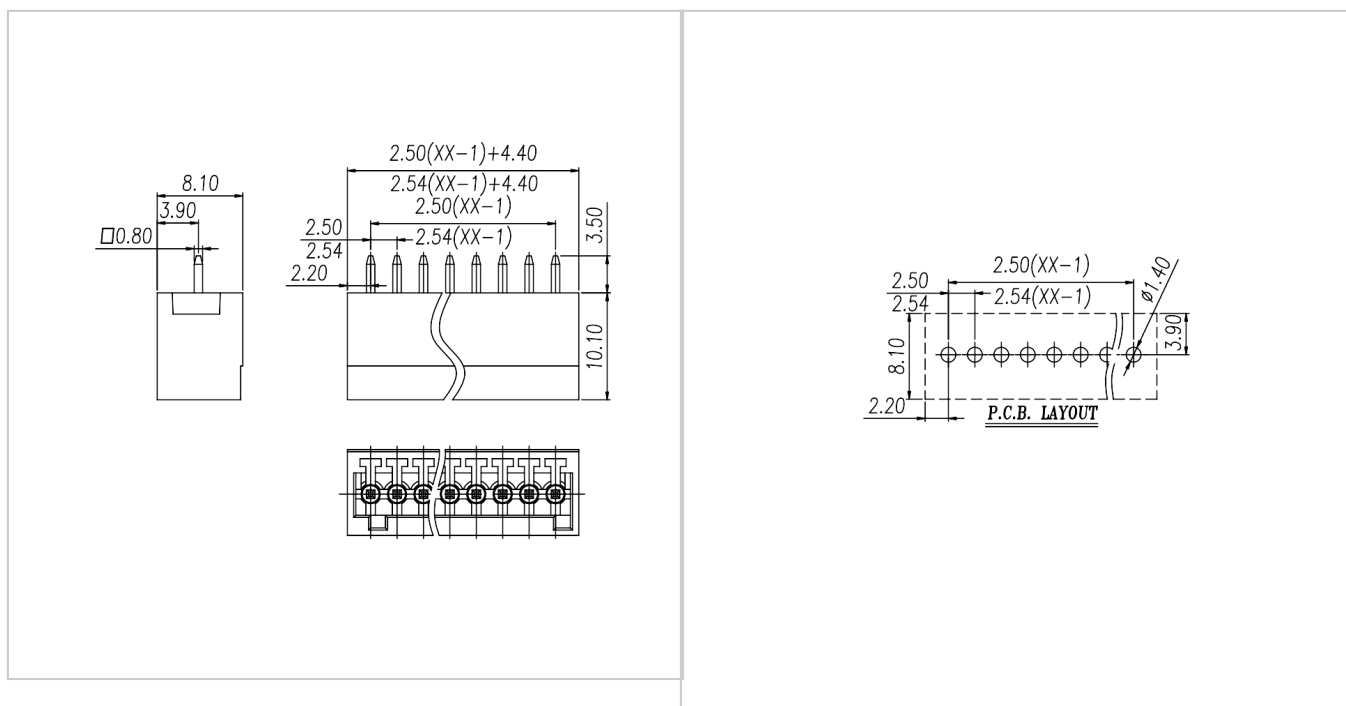 8.10
3.90
□0.80
2.50(XX-1)+4.40
2.54(XX-1)+4.40
2.50(XX-1)
2.54(XX-1)
2.50
2.54
2.20
3.50
10.10
2.50(XX-1)
2.54(XX-1)
2.50
2.54
ø1.40
3.90
8.10
2.20
P.C.B. LAYOUT